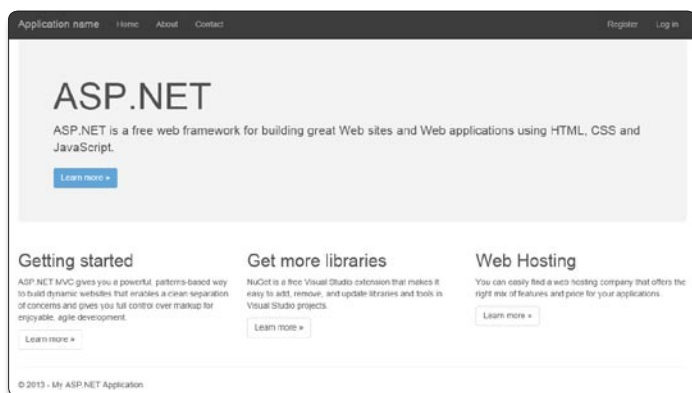 Application name Home About Contact Register Log in
ASP.NET
ASP.NET is a free web framework for building great Web sites and Web applications using HTML, CSS and
JavaScript.
Learn more »
Getting started
ASP.NET MVC gives you a powerful, patterns-based way
to build dynamic websites that enables a clean separation
of concerns and gives you full control over markup for
enjoyable, agile development.
Learn more »
Get more libraries
NuGet is a free Visual Studio extension that makes it
easy to add, remove, and update libraries and tools in
Visual Studio projects.
Learn more »
Web Hosting
You can easily find a web hosting company that offers the
right mix of features and price for your applications.
Learn more »
© 2013 - My ASP.NET Application